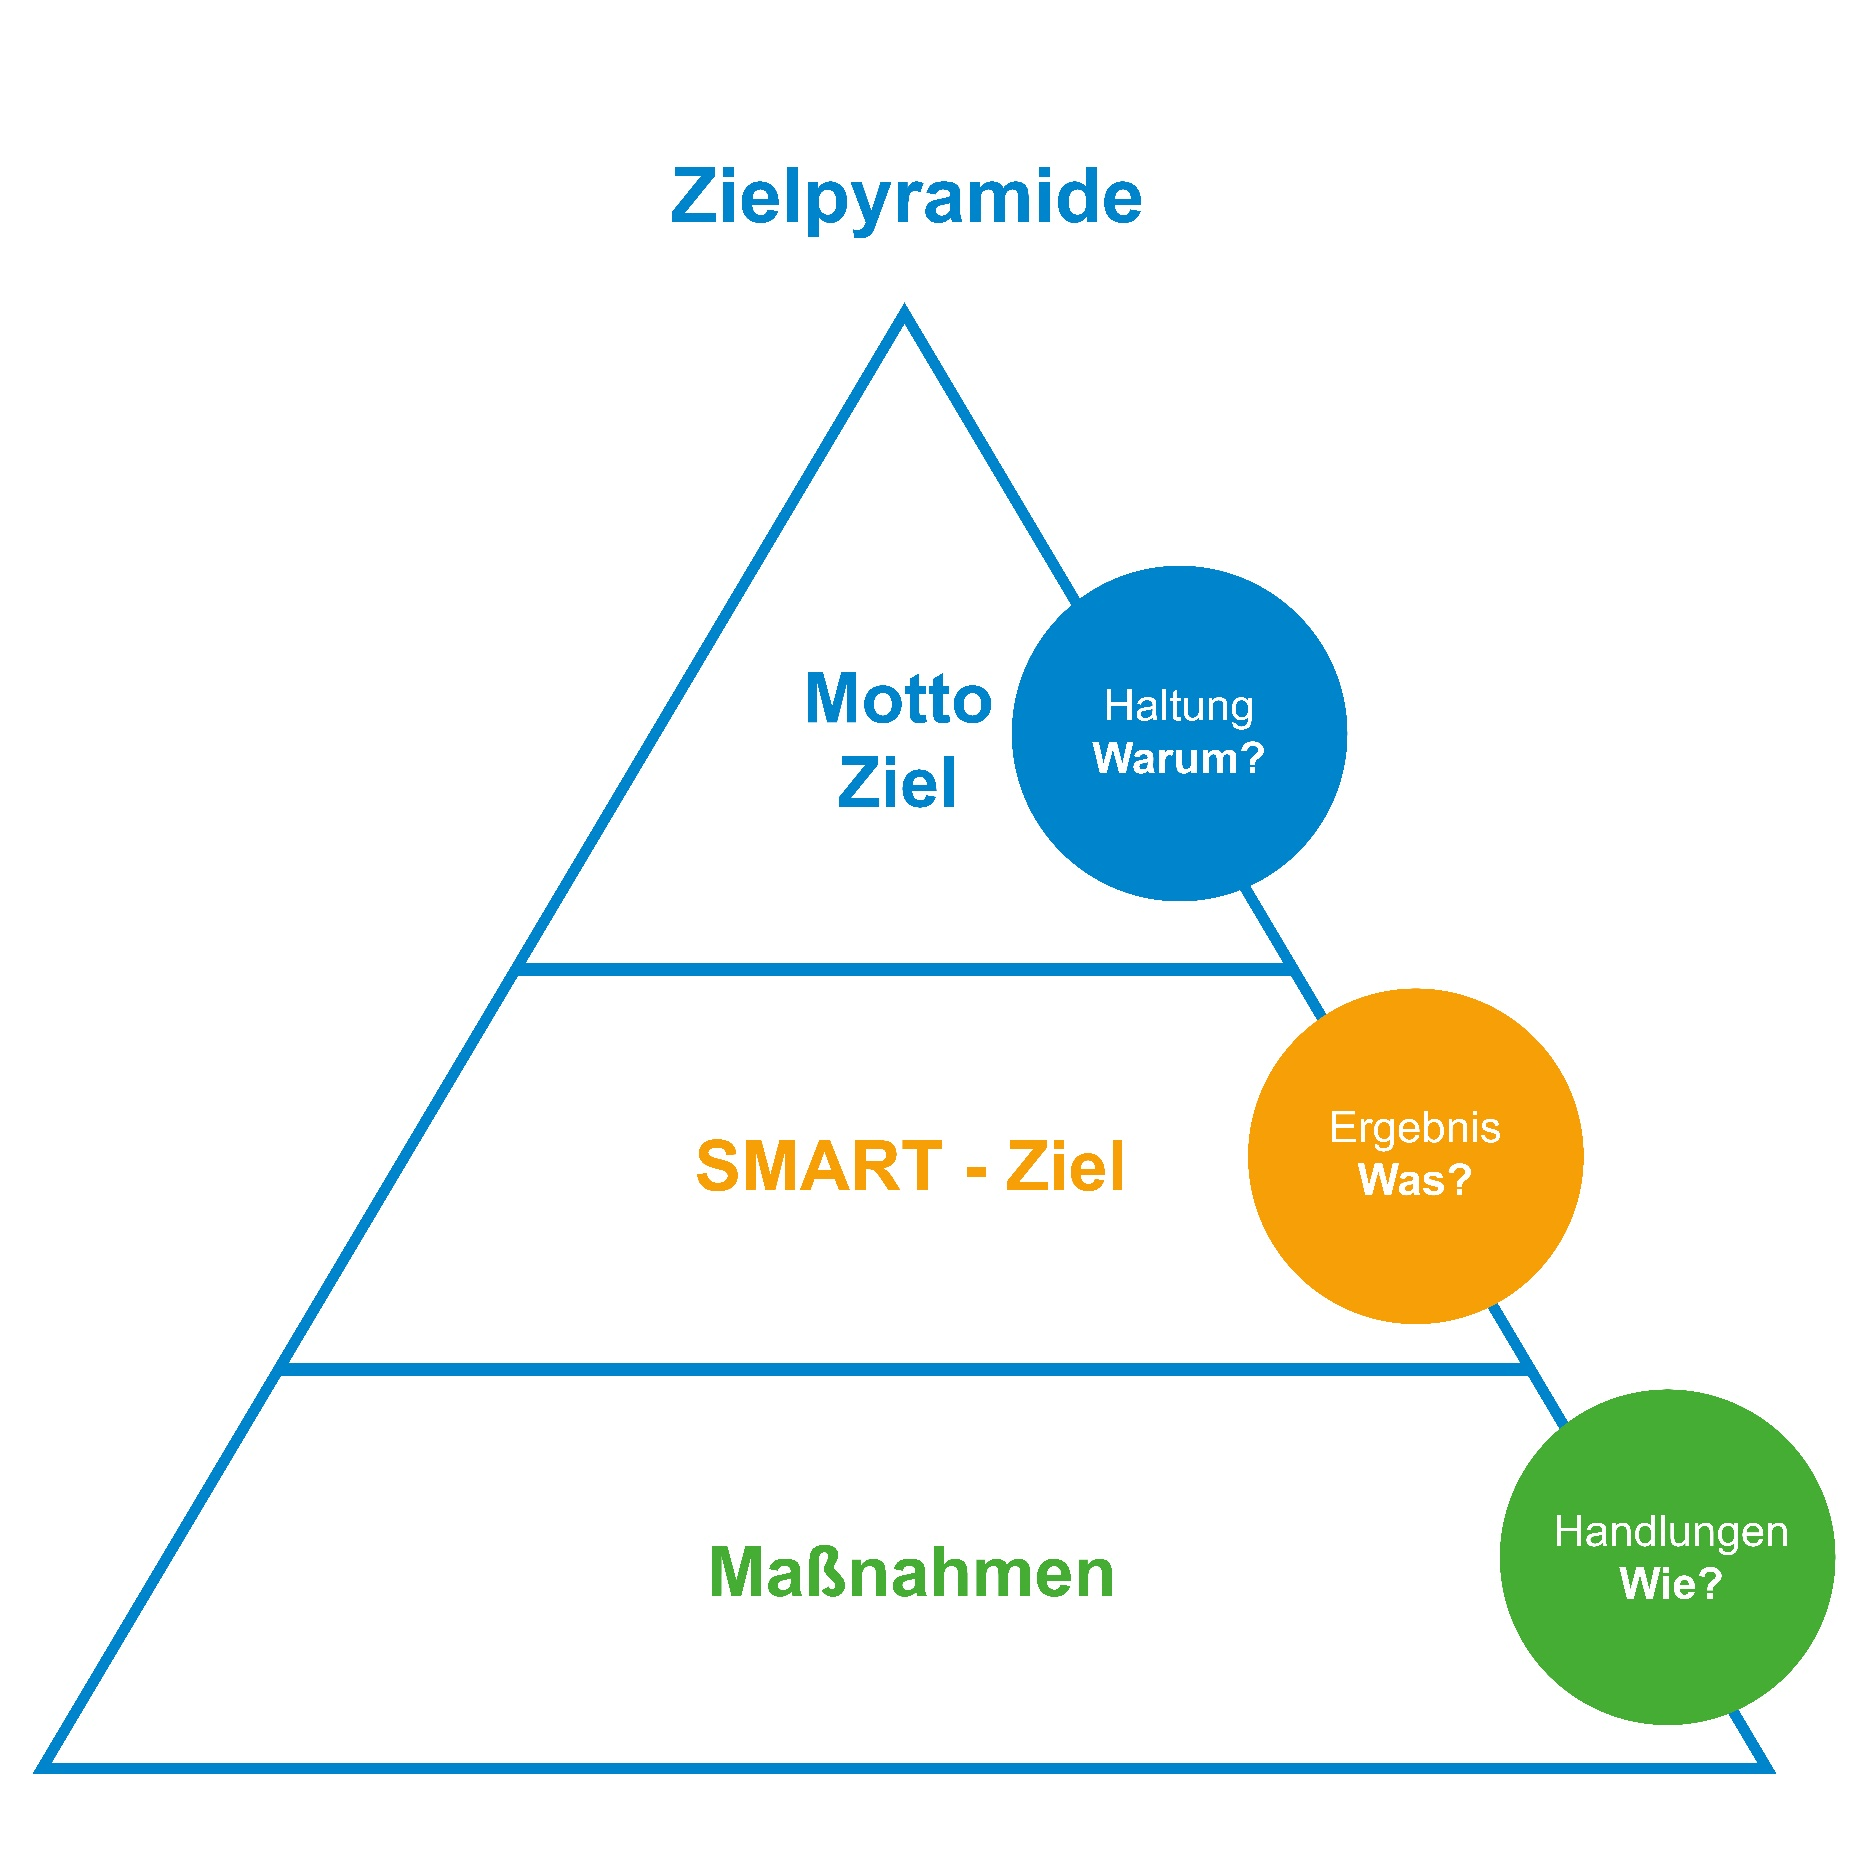 Zielpyramide
Motto
Ziel
Haltung
Warum?
SMART - Ziel
Ergebnis
Was?
Maßnahmen
Handlungen
Wie?